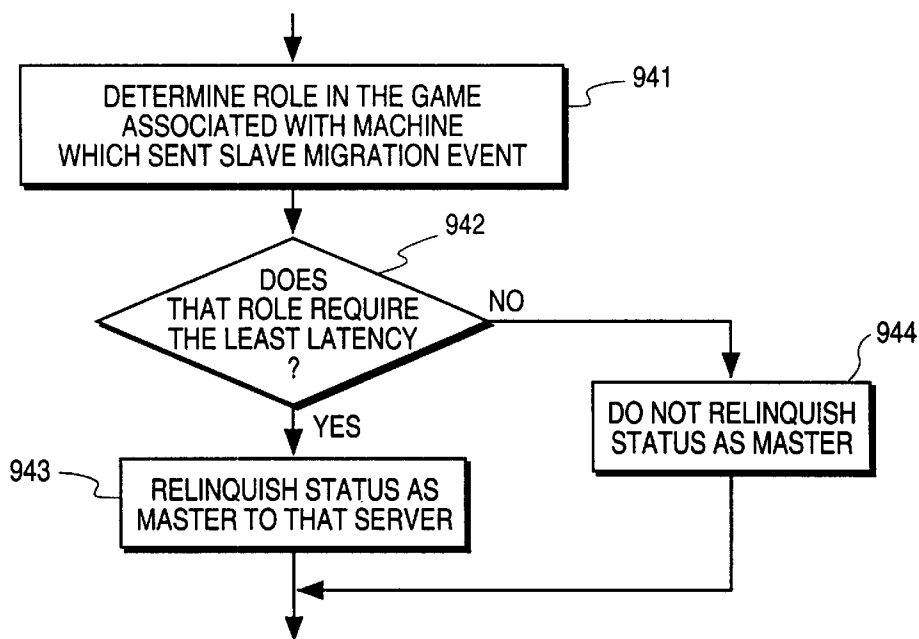 DETERMINE ROLE IN THE GAME
ASSOCIATED WITH MACHINE
WHICH SENT SLAVE MIGRATION EVENT
941
942
DOES
THAT ROLE REQUIRE
THE LEAST LATENCY
?
NO
YES
944
DO NOT RELINQUISH
STATUS AS MASTER
943
RELINQUISH STATUS AS
MASTER TO THAT SERVER